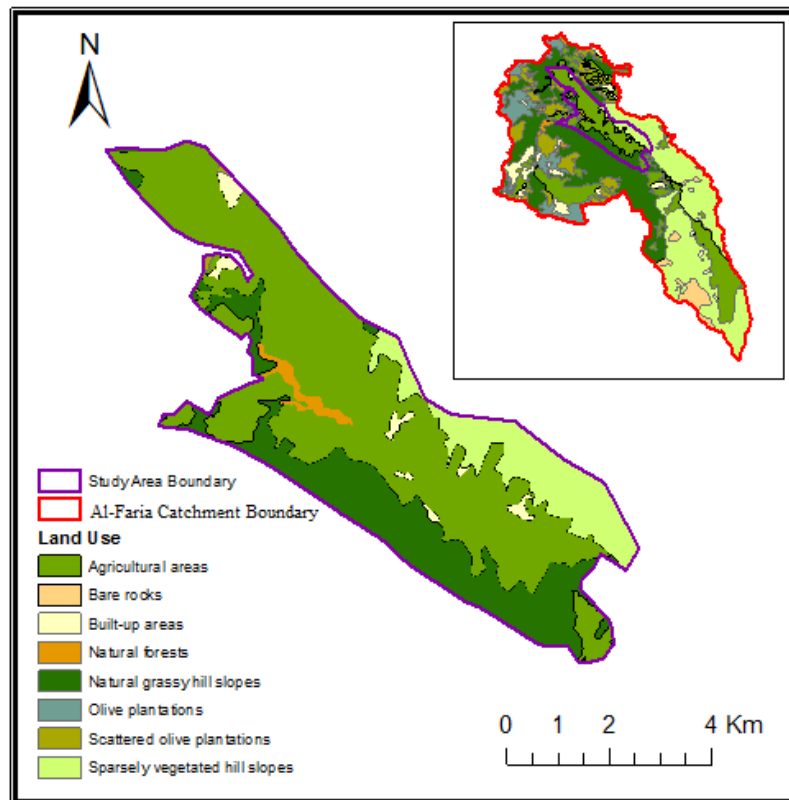 N
Study Area Boundary
Al-Faria Catchment Boundary
Land Use
Agricultural areas
Bare rocks
Built-up areas
Natural forests
Natural grassy hill slopes
Olive plantations
Scattered olive plantations
Sparsely vegetated hill slopes
0 1 2 4 Km